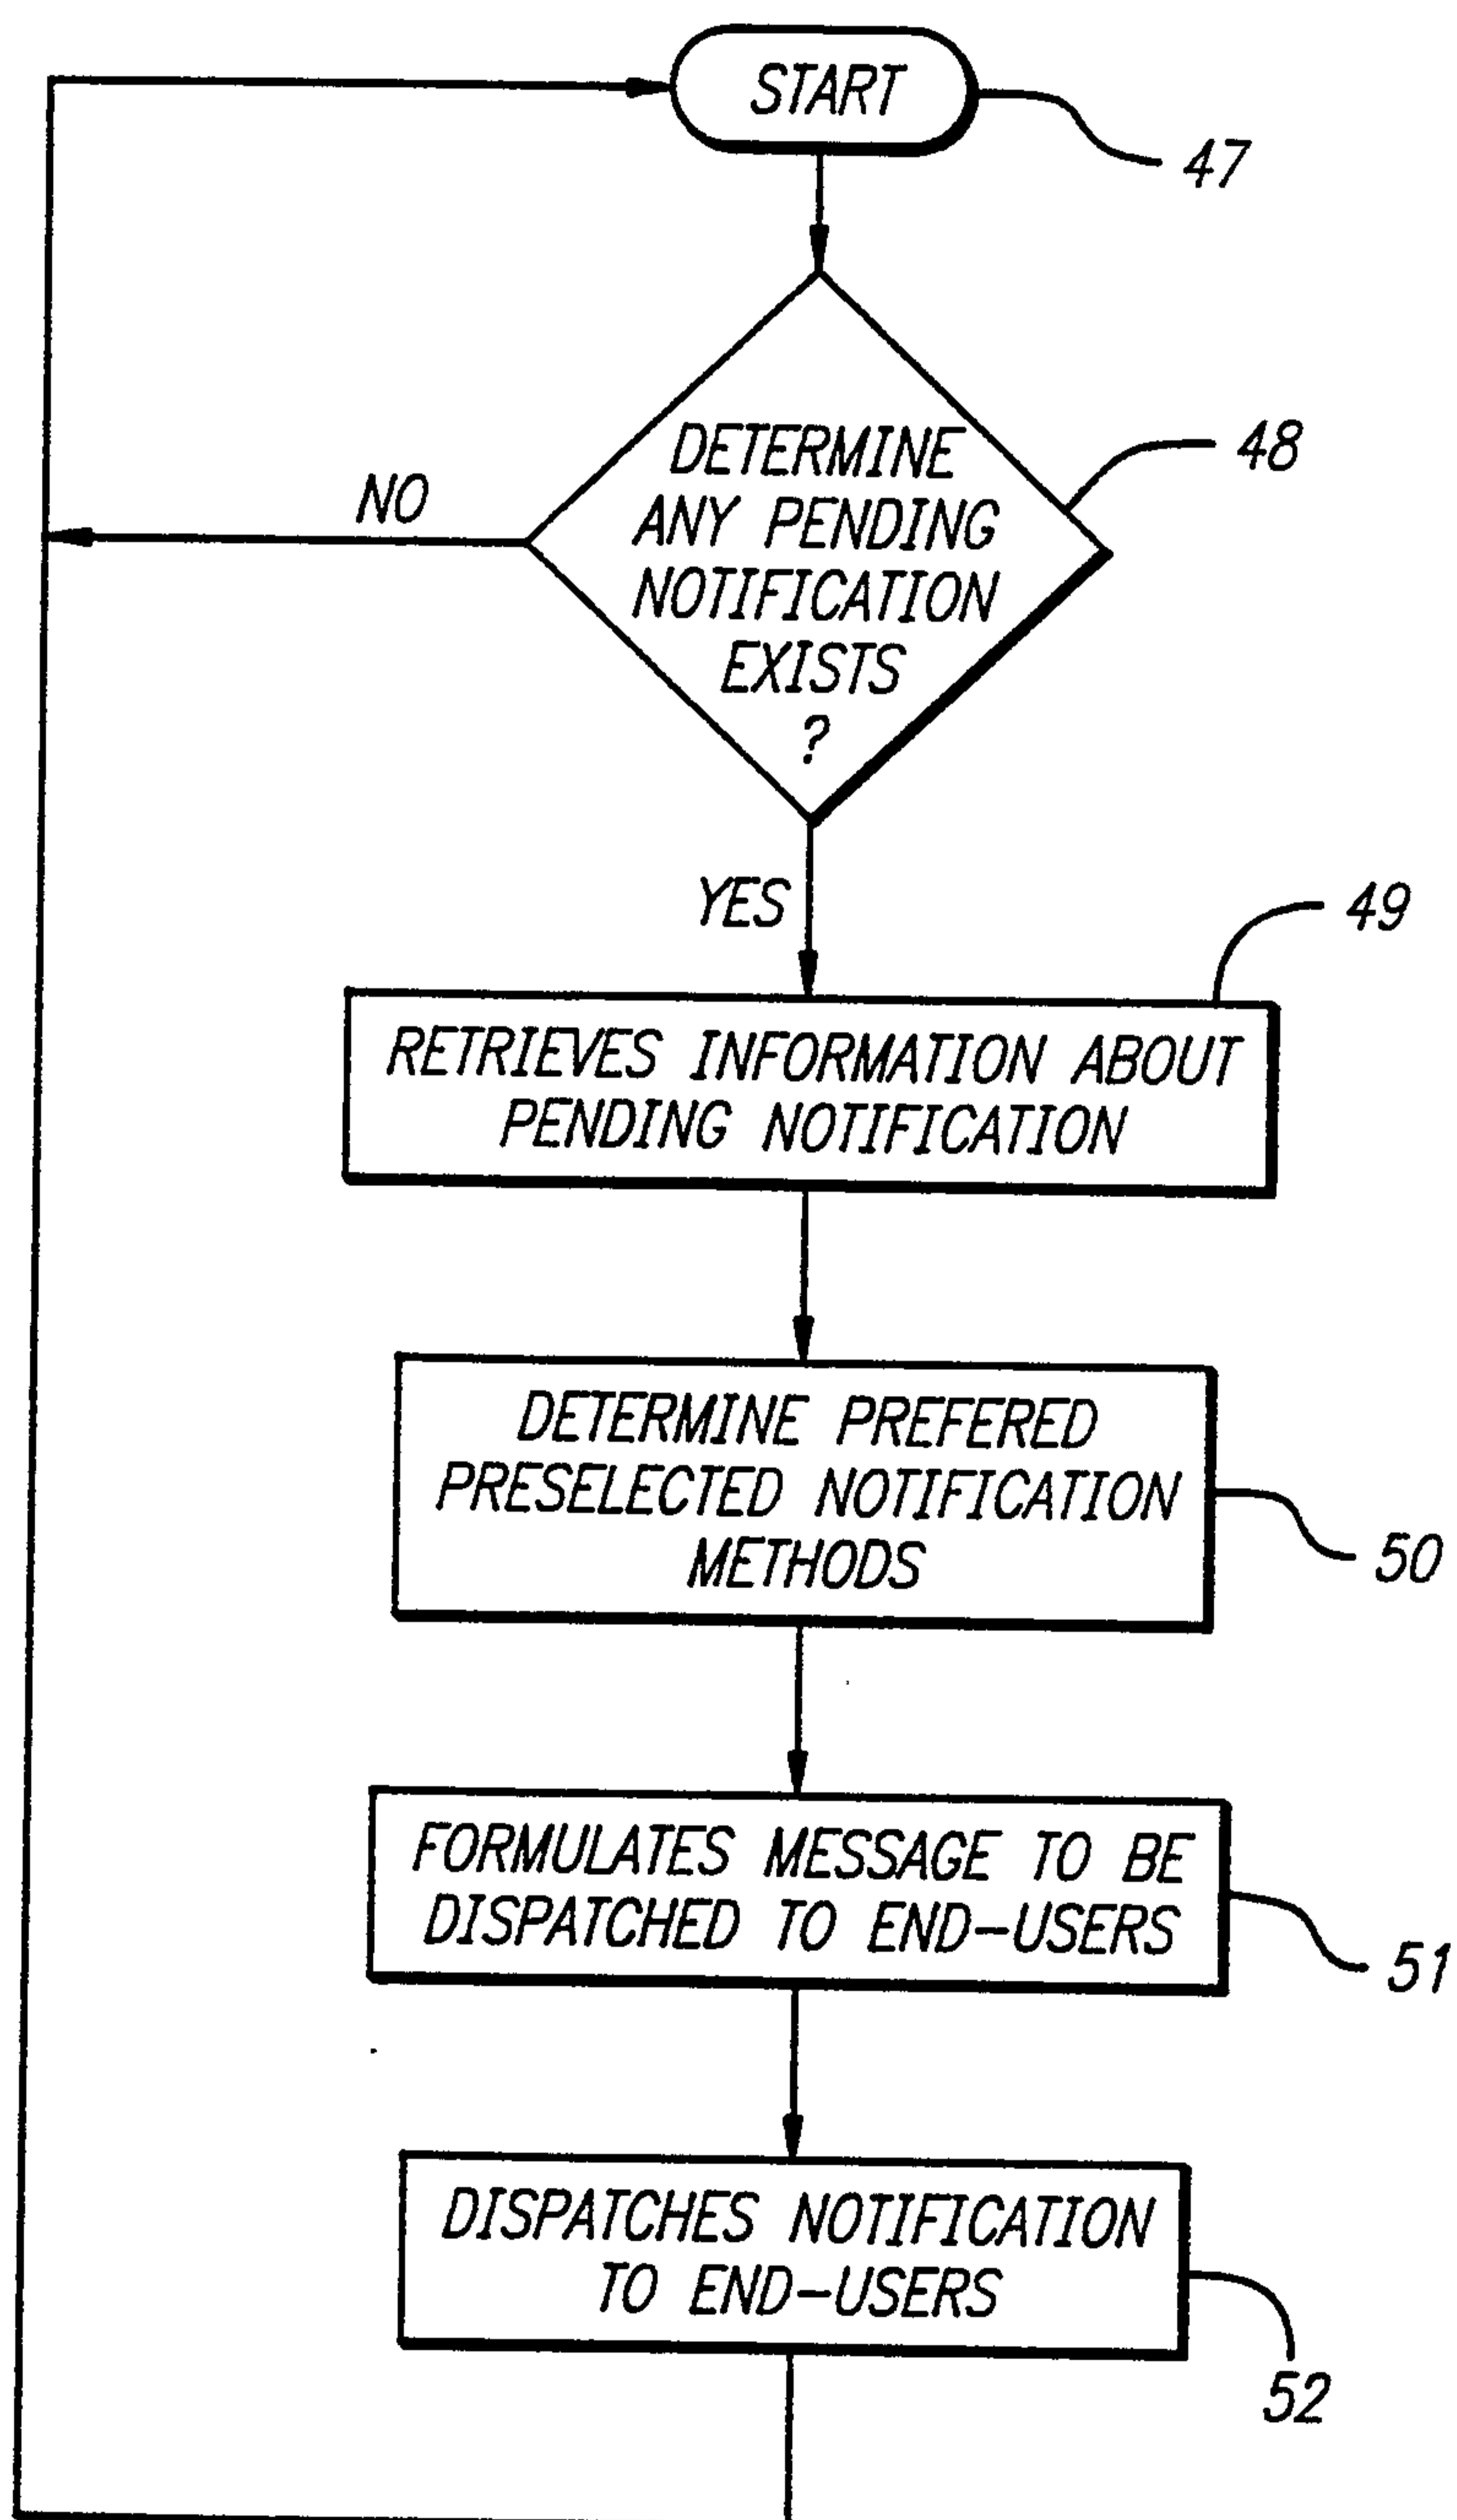 START
47
DETERMINE
ANY PENDING
NOTIFICATION
EXISTS
?
48
NO
YES
49
RETRIEVES INFORMATION ABOUT
PENDING NOTIFICATION
DETERMINE PREFERED
PRESELECTED NOTIFICATION
METHODS
50
FORMULATES MESSAGE TO BE
DISPATCHED TO END-USERS
51
DISPATCHES NOTIFICATION
TO END-USERS
52